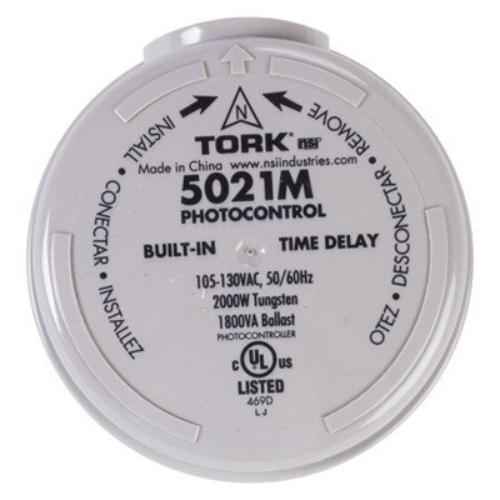 N
TORK® nsi
Made in China www.nsiindustries.com
5021M
PHOTOCONTROL
BUILT-IN TIME DELAY
105-130VAC, 50/60Hz
2000W Tungsten
1800VA Ballast
PHOTOCONTROLLER
c UL us
LISTED
469D
L J
INSTALL • CONECTAR • INSTALLEZ
REMOVE • DESCONECTAR • OTEZ